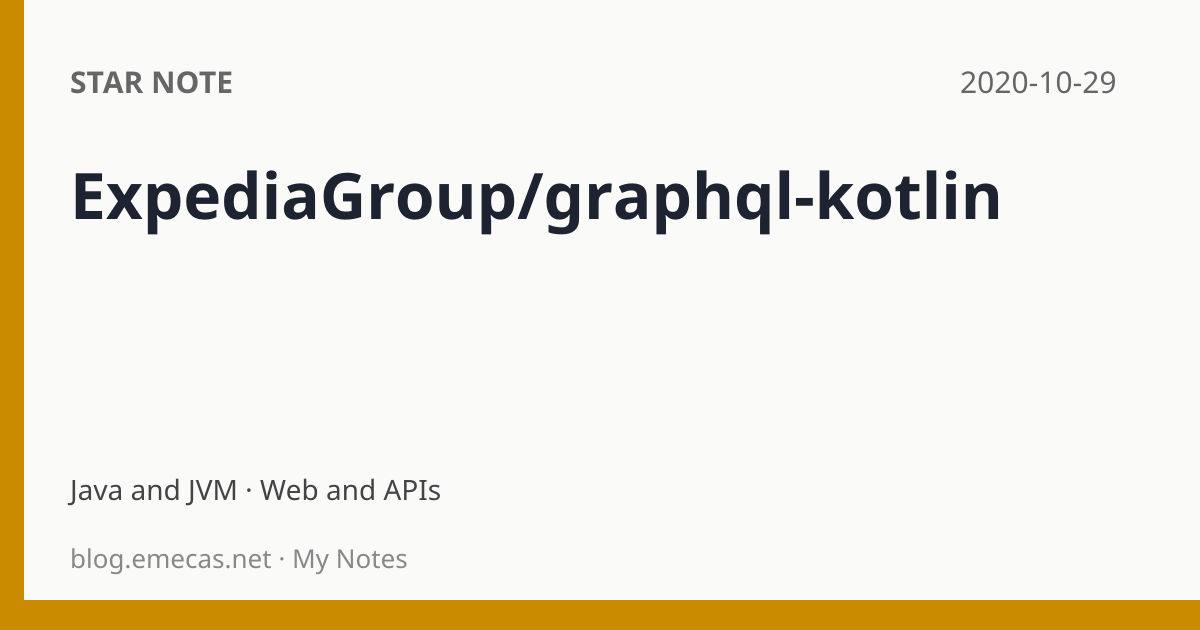 STAR NOTE
2020-10-29
ExpediaGroup/graphql-kotlin
Java and JVM · Web and APIs
blog.emecas.net · My Notes